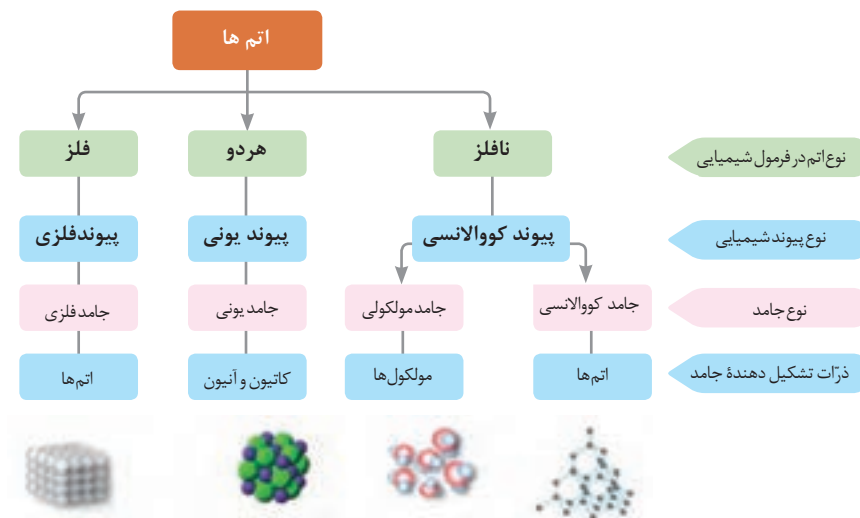 اتم ها
نوع اتم در فرمول شیمیایی
نافلز
هردو
فلز
نوع پیوند شیمیایی
پیوند کووالانسی
پیوند یونی
پیوندفلزی
نوع جامد
جامد کووالانسی
جامد مولکولی
جامد یونی
جامد فلزی
ذرّات تشکیل دهندهٔ جامد
اتم‌ها
مولکول‌ها
کاتیون و آنیون
اتم‌ها